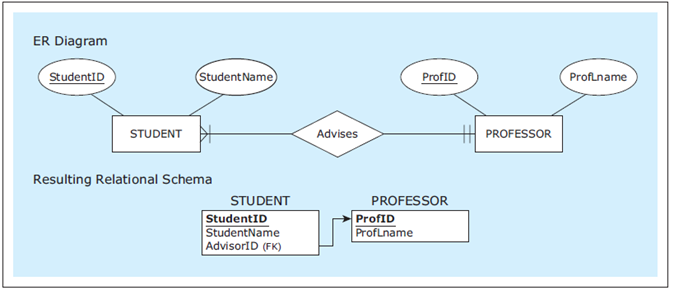 ER Diagram
StudentID
StudentName
ProfID
ProfLname
STUDENT
Advises
PROFESSOR
Resulting Relational Schema
STUDENT
StudentID
StudentName
AdvisorID (FK)
PROFESSOR
ProfID
ProfLname